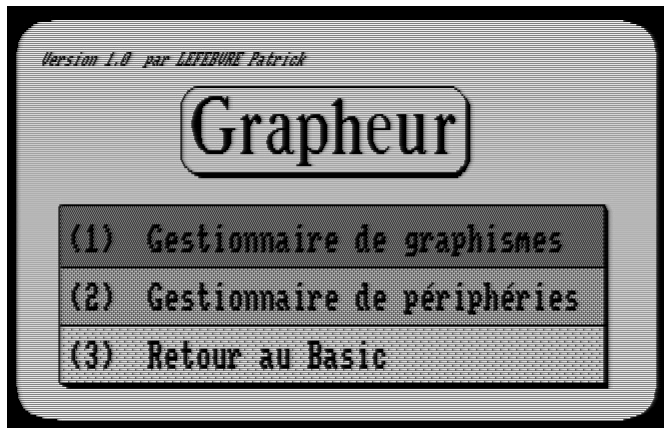 Version 1.0 par LEFEBVRE Patrick
Grapheur
(1) Gestionnaire de graphismes
(2) Gestionnaire de périphéries
(3) Retour au Basic